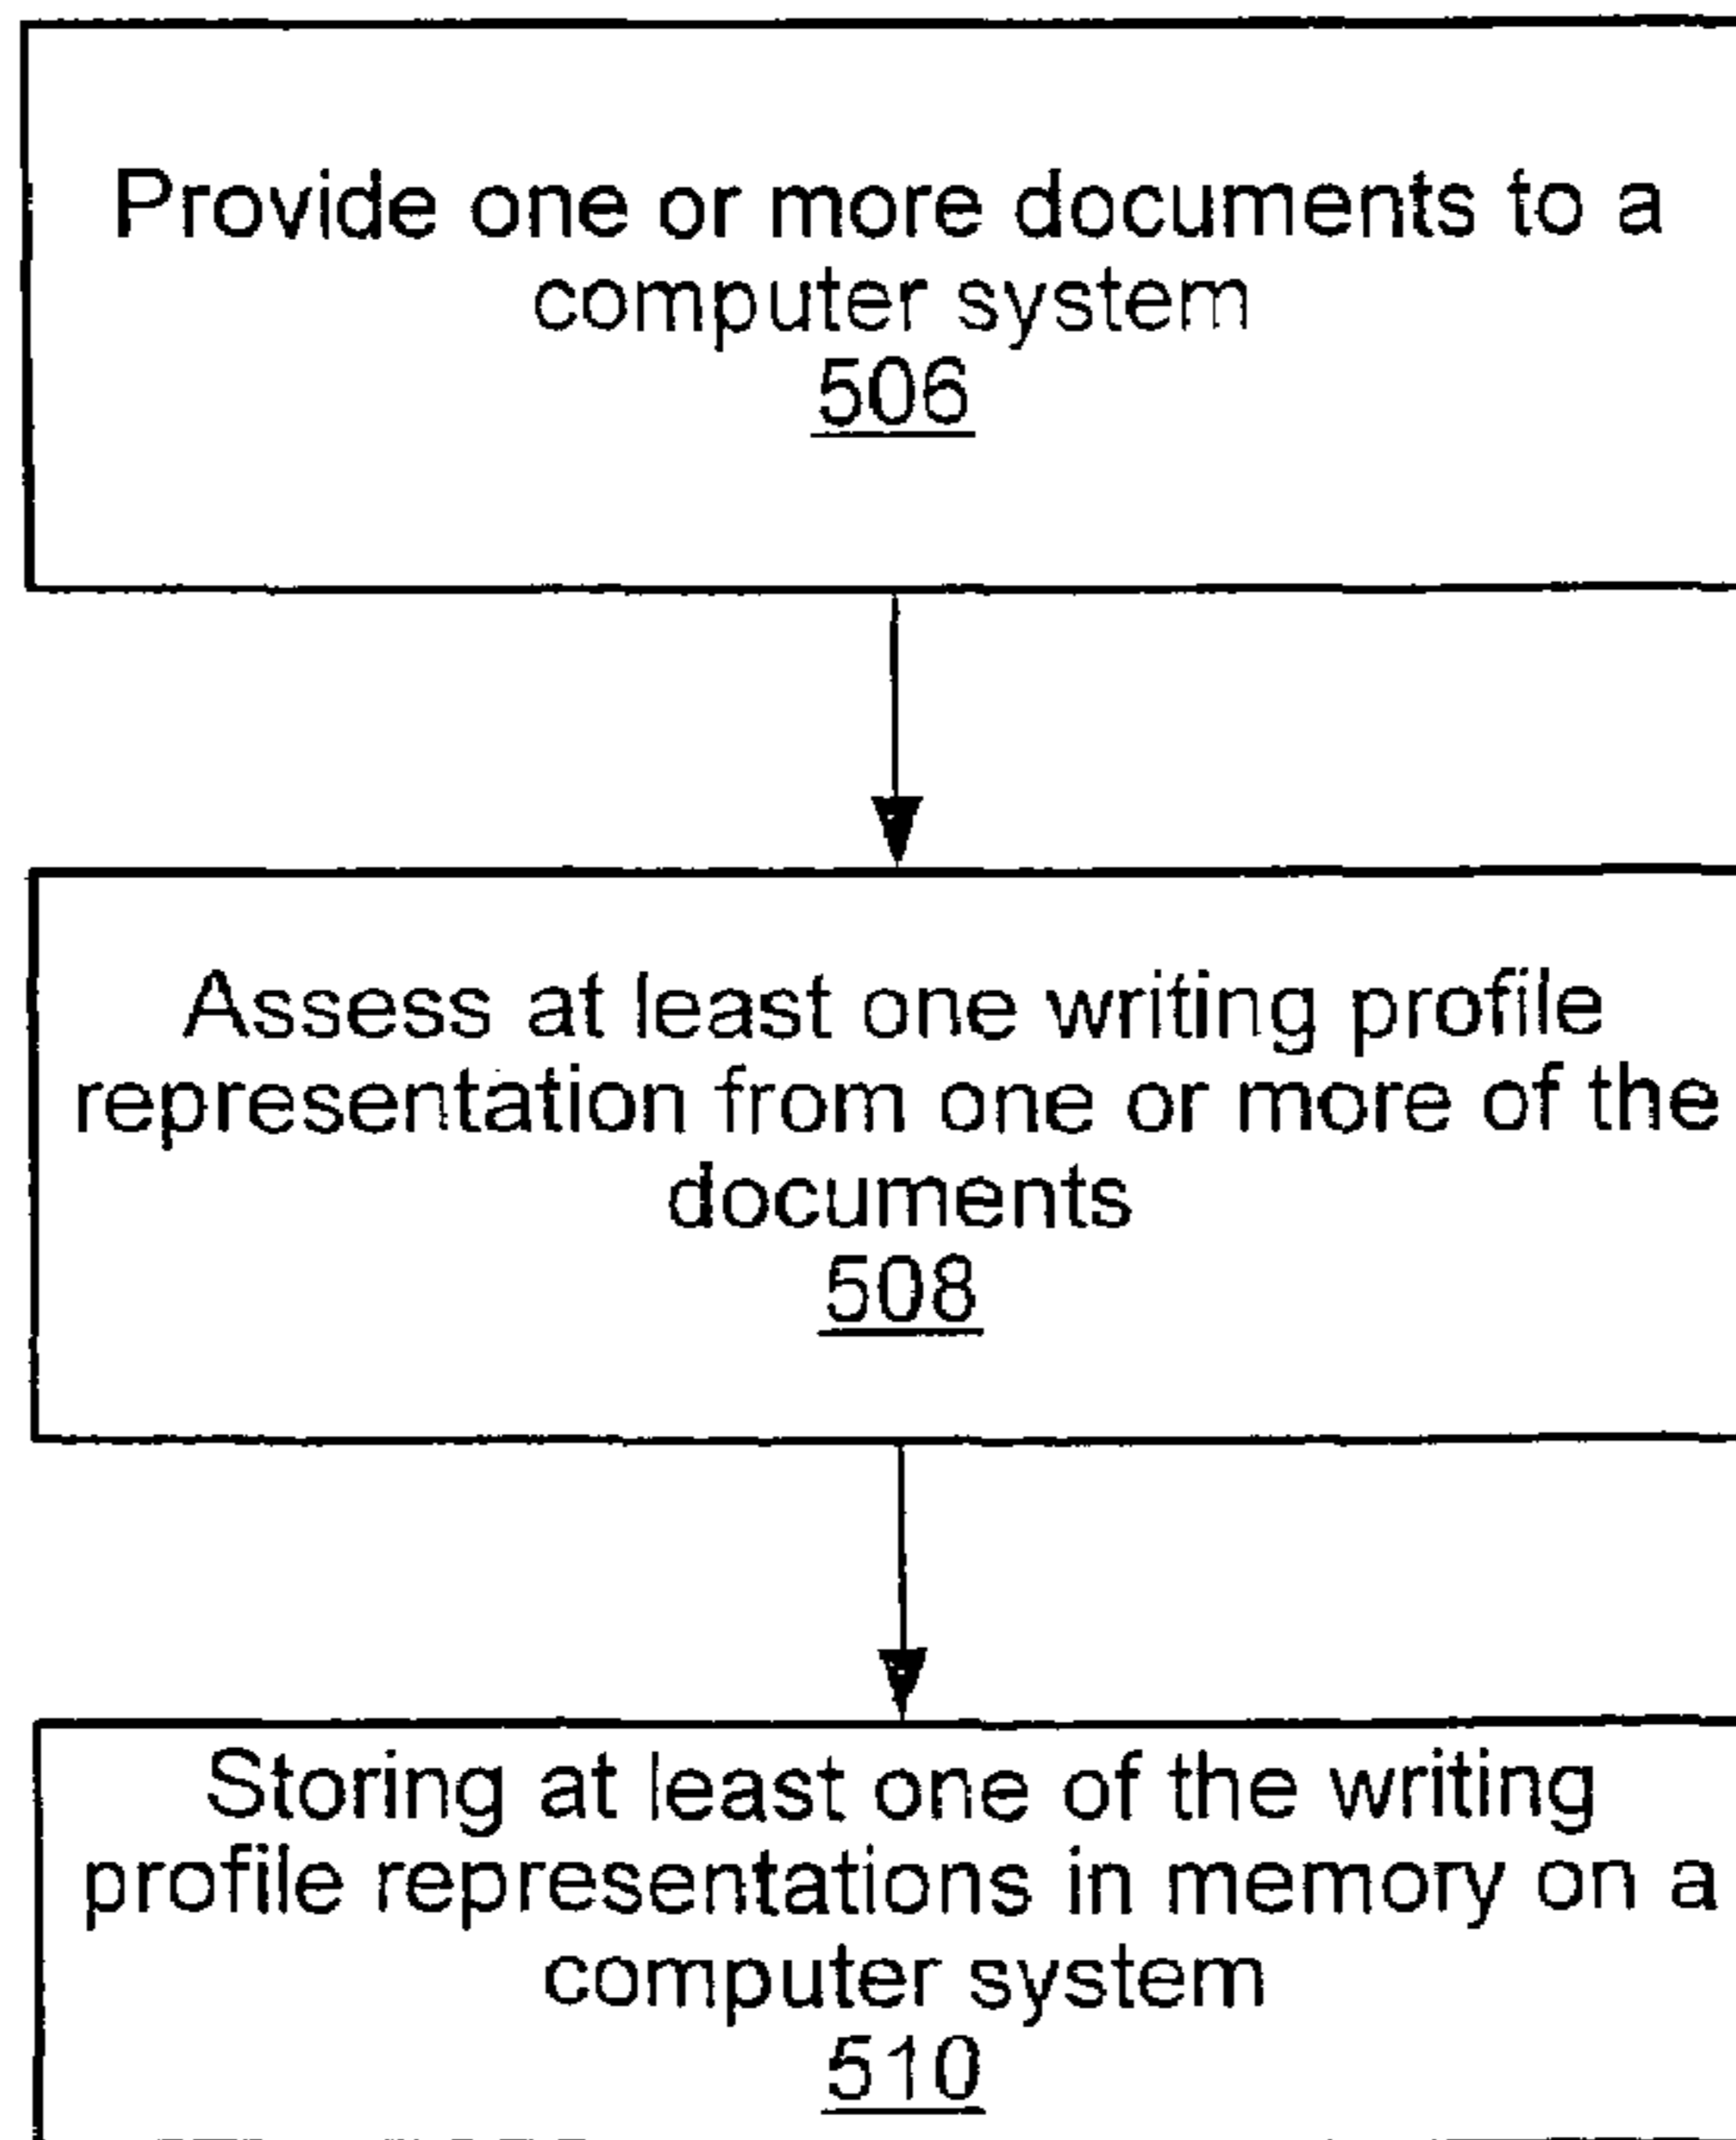 Provide one or more documents to a
computer system
506
Assess at least one writing profile
representation from one or more of the
documents
508
Storing at least one of the writing
profile representations in memory on a
computer system
510